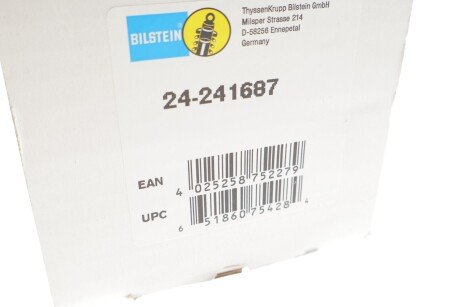 ThyssenKrupp Bilstein GmbH
Milsper Strasse 214
D-58256 Ennepetal
Germany
BILSTEIN
24-241687
EAN
4 025258 752279
UPC
6 51860 75428 4